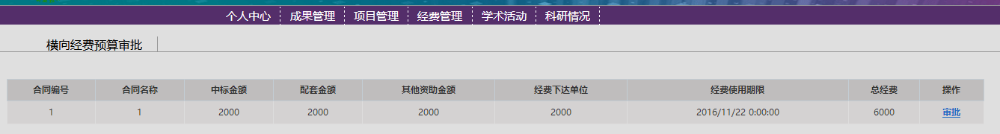 个人中心 成果管理 项目管理 经费管理 学术活动 科研情况
横向经费预算审批
合同编号 合同名称 中标金额 配套金额 其他资助金额 经费下达单位 经费使用期限 总经费 操作
1 1 2000 2000 2000 2000 2016/11/22 0:00:00 6000 审批